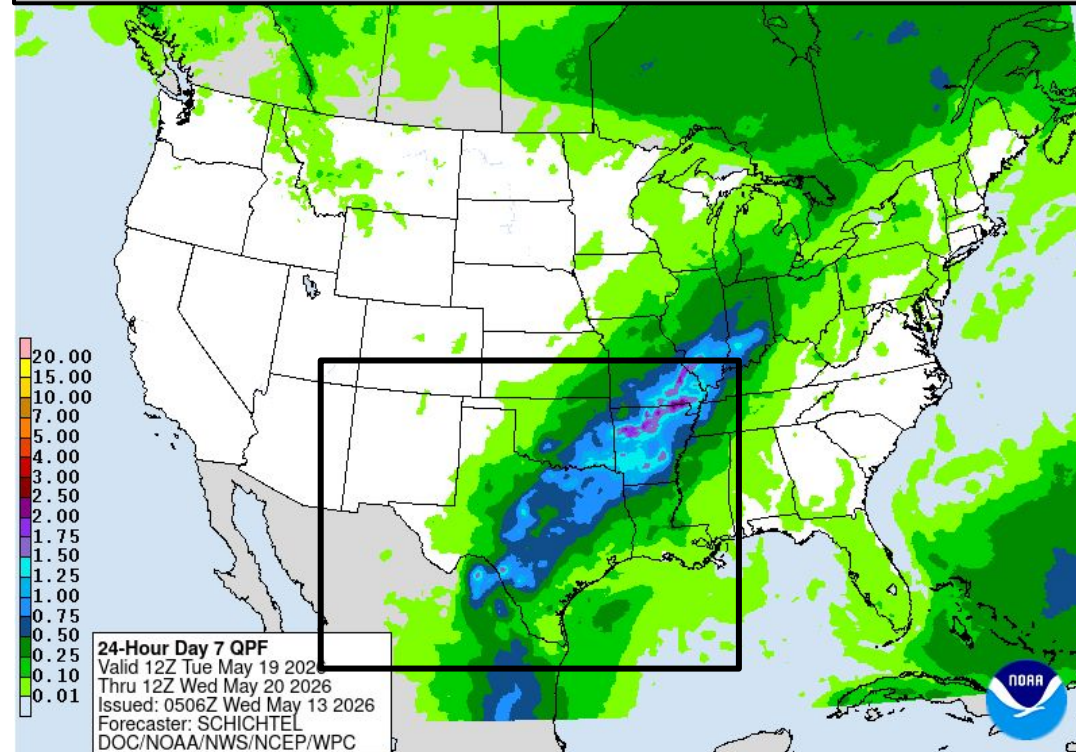 20.00
15.00
10.00
7.00
5.00
4.00
3.00
2.50
2.00
1.75
1.50
1.25
1.00
0.75
0.50
0.25
0.10
0.01
24-Hour Day 7 QPF
Valid 12Z Tue May 19 2026
Thru 12Z Wed May 20 2026
Issued: 0506Z Wed May 13 2026
Forecaster: SCHICHTEL
DOC/NOAA/NWS/NCEP/WPC
NOAA